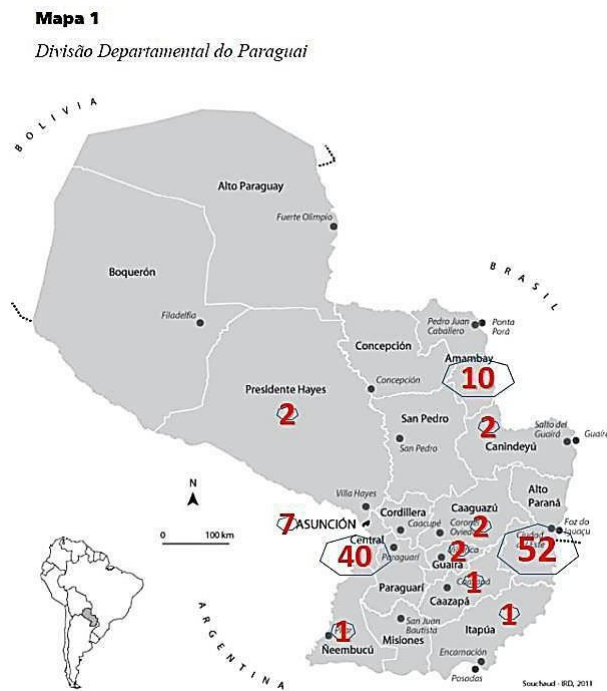 Mapa 1
Divisão Departamental do Paraguai
BOLIVIA
Alto Paraguay
Fuerte Olimpio
Boquerón
BRASIL
Filadelfia
Pedro Juan
Caballero
Ponta
Porã
Concepción
Amambay
10
Concepción
Presidente Hayes
2
San Pedro
San Pedro
2
Canindeyú
Salto del
Guairá
Guaíra
Alto
Paraná
N
Villa Hayes
Cordillera
Caacupé
Caaguazú
Coronel
Oviedo
2
7
ASUNCIÓN
Foz do
Iguaçu
Ciudad
52
0
100 km
Central
40
Paraguarí
2
Guairá
1
Paraguarí
Caazapá
1
Itapúa
San Juan
Bautista
Misiones
1
Ñeembucú
Encarnación
Posadas
ARGENTINA
Souchaud - IRD, 2011